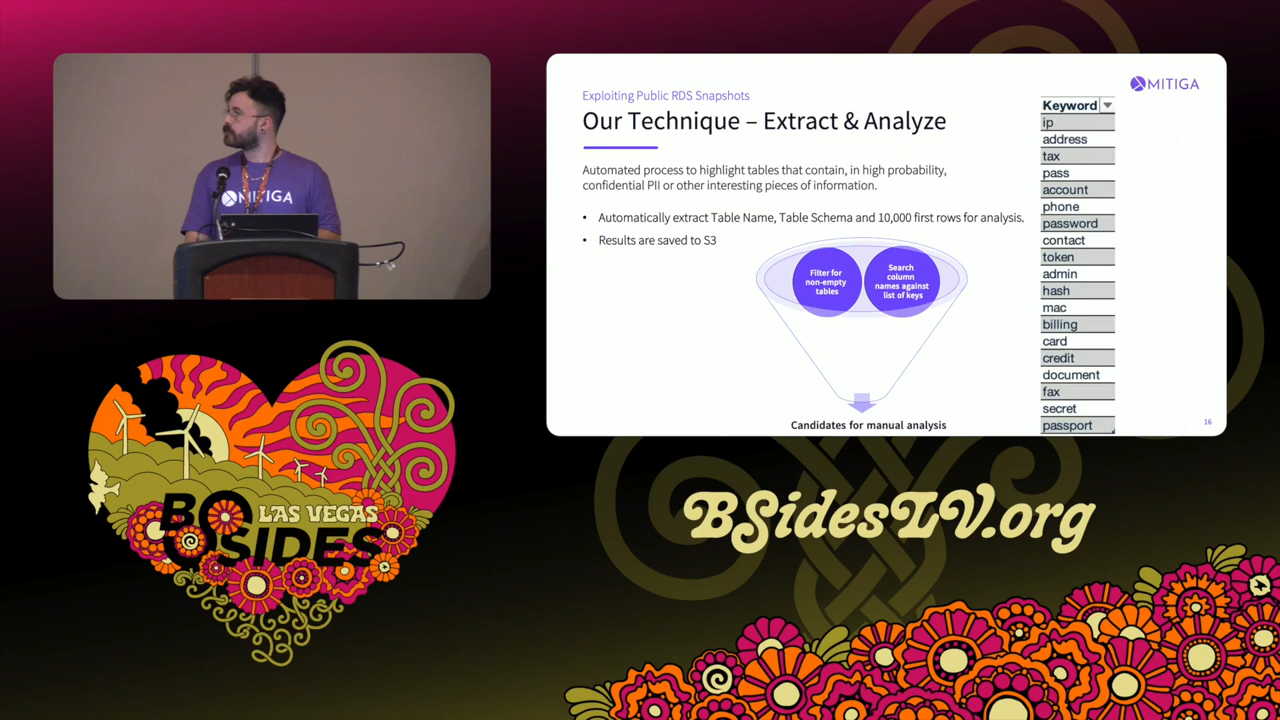 MITIGA
Exploiting Public RDS Snapshots
Our Technique – Extract & Analyze
Automated process to highlight tables that contain, in high probability,
confidential PII or other interesting pieces of information.
• Automatically extract Table Name, Table Schema and 10,000 first rows for analysis.
• Results are saved to S3
Filter for
non-empty
tables
Search
column
names against
list of keys
Candidates for manual analysis
MITIGA
Keyword
ip
address
tax
pass
account
phone
password
contact
token
admin
hash
mac
billing
card
credit
document
fax
secret
passport
16
LAS VEGAS
BSIDES
23
BSidesLV.org